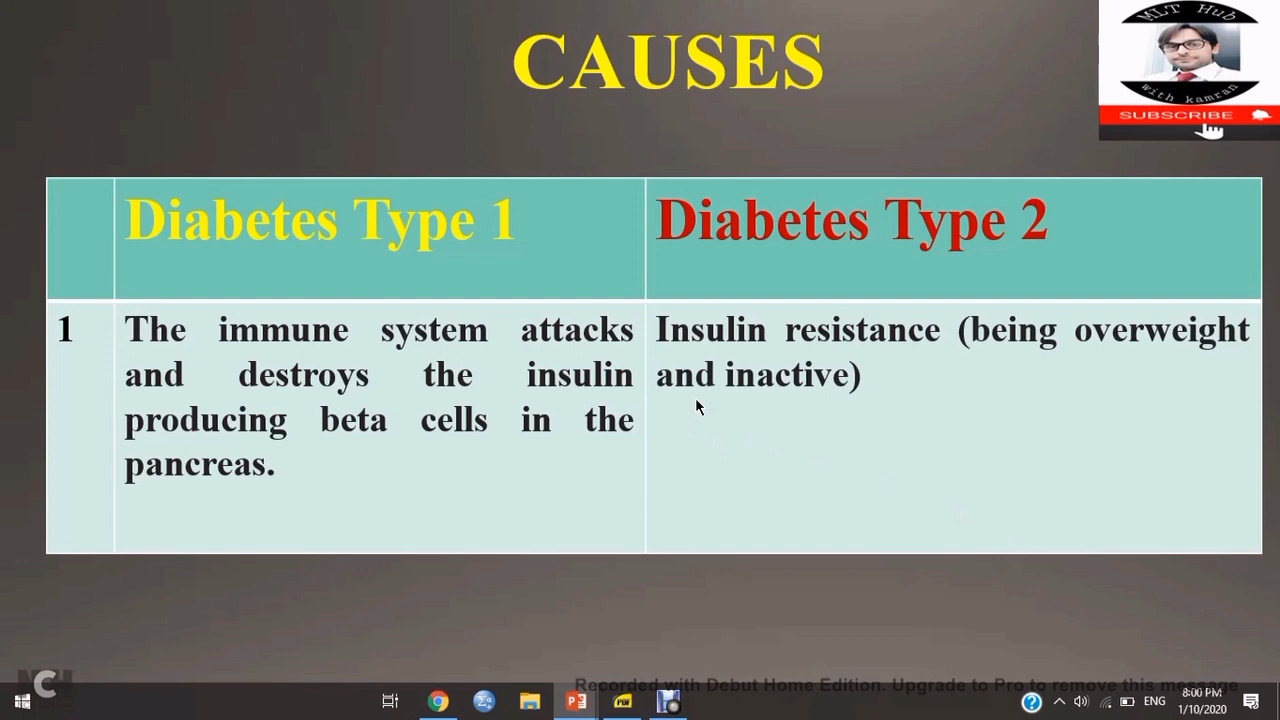 CAUSES
MLT Hub
with kamran
SUBSCRIBE
Diabetes Type 1
Diabetes Type 2
1
The immune system attacks
and destroys the insulin
producing beta cells in the
pancreas.
Insulin resistance (being overweight
and inactive)
Recorded with Debut Home Edition. Upgrade to Pro to remove this message
ENG
8:00 PM
1/10/2020